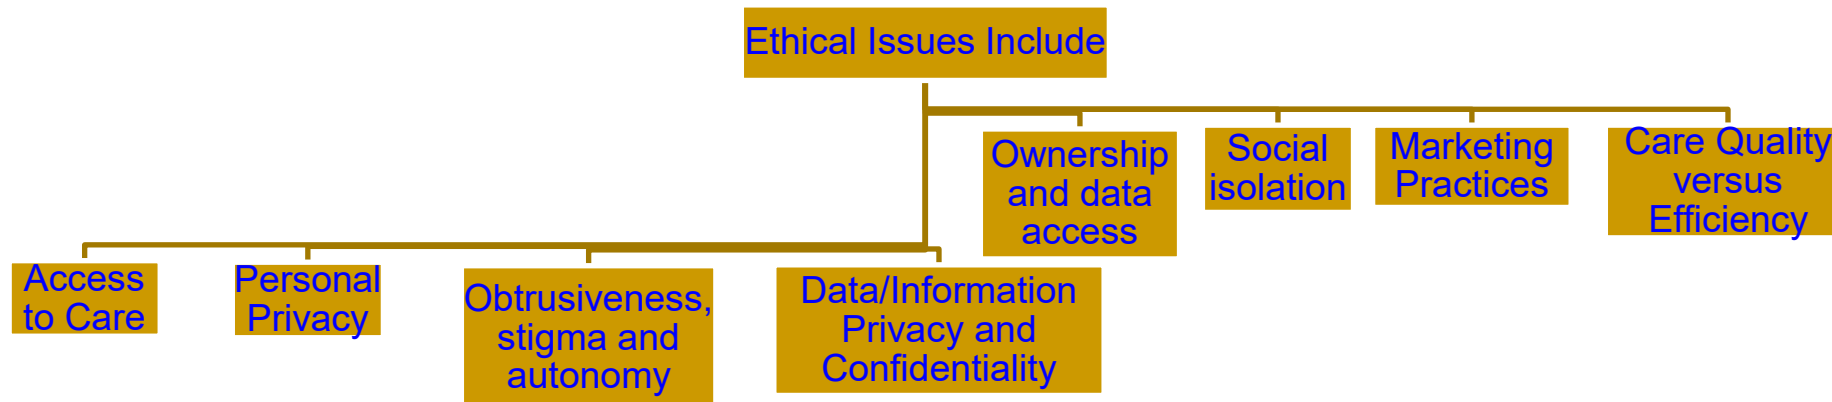 Ethical Issues Include
Ownership
and data
access
Social
isolation
Marketing
Practices
Care Quality
versus
Efficiency
Access
to Care
Personal
Privacy
Obtrusiveness,
stigma and
autonomy
Data/Information
Privacy and
Confidentiality